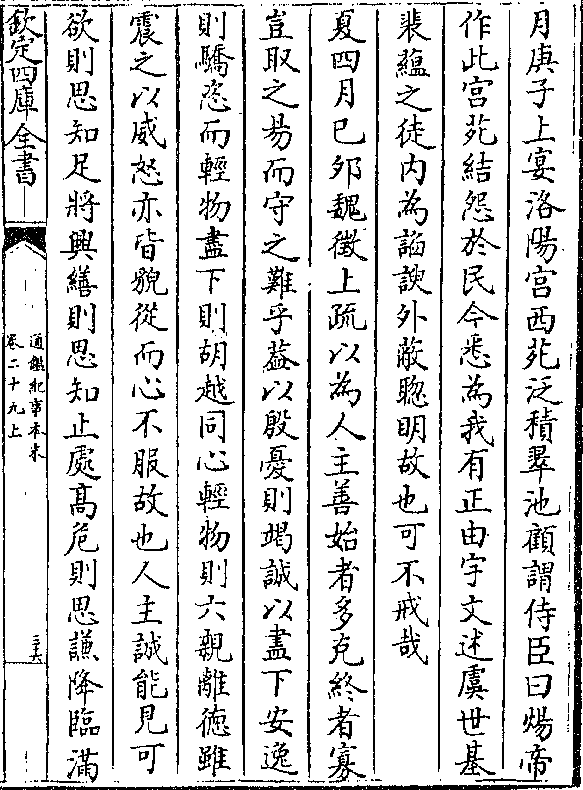 月庚子上宴洛陽宫西苑泛積翠池顧謂侍臣曰煬帝
作此宫苑結怨於民今悉為我有正由宇文述虞世基
裴蘊之徒内為諂諛外蔽聰明故也可不戒哉
夏四月己夘魏徵上疏以為人主善始者多克終者寡
豈取之易而守之難乎葢以殷憂則竭誠以盡下安逸
則驕恣而輕物盡下則胡越同心輕物則六親離徳雖
震之以威怒亦皆貌從而心不服故也人主誠能見可
欲則思知足將興繕則思知止處髙危則思謙降臨滿
欽定四庫全書
通鑑紀事本末
卷二十九上
三六